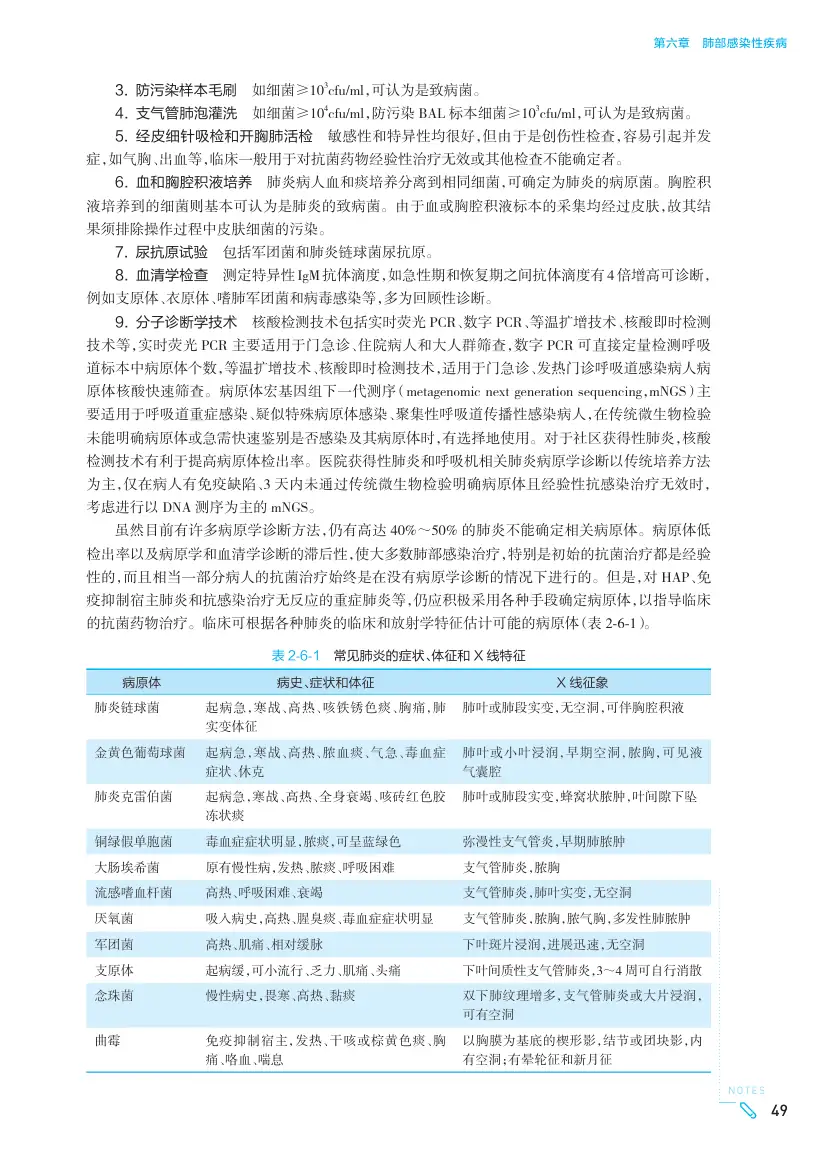 第六章 肺部感染性疾病
3. 防污染样本毛刷 如细菌≥10³cfu/ml,可认为是致病菌。
4. 支气管肺泡灌洗 如细菌≥10⁴cfu/ml,防污染 BAL 标本细菌≥10³cfu/ml,可认为是致病菌。
5. 经皮细针吸检和开胸肺活检 敏感性和特异性均很好,但由于是创伤性检查,容易引起并发
症,如气胸、出血等,临床一般用于对抗菌药物经验性治疗无效或其他检查不能确定者。
6. 血和胸腔积液培养 肺炎病人血和痰培养分离到相同细菌,可确定为肺炎的病原菌。胸腔积
液培养到的细菌则基本可认为是肺炎的致病菌。由于血或胸腔积液标本的采集均经过皮肤,故其结
果须排除操作过程中皮肤细菌的污染。
7. 尿抗原试验 包括军团菌和肺炎链球菌尿抗原。
8. 血清学检查 测定特异性 IgM 抗体滴度,如急性期和恢复期之间抗体滴度有 4 倍增高可诊断,
例如支原体、衣原体、嗜肺军团菌和病毒感染等,多为回顾性诊断。
9. 分子诊断学技术 核酸检测技术包括实时荧光 PCR、数字 PCR、等温扩增技术、核酸即时检测
技术等,实时荧光 PCR 主要适用于门急诊、住院病人和大人群筛查,数字 PCR 可直接定量检测呼吸
道标本中病原体个数,等温扩增技术、核酸即时检测技术,适用于门急诊、发热门诊呼吸道感染病人病
原体核酸快速筛查。病原体宏基因组下一代测序(metagenomic next generation sequencing,mNGS)主
要适用于呼吸道重症感染、疑似特殊病原体感染、聚集性呼吸道传播性感染病人,在传统微生物检验
未能明确病原体或急需快速鉴别是否感染及其病原体时,有选择地使用。对于社区获得性肺炎,核酸
检测技术有利于提高病原体检出率。医院获得性肺炎和呼吸机相关肺炎病原学诊断以传统培养方法
为主,仅在病人有免疫缺陷、3 天内未通过传统微生物检验明确病原体且经验性抗感染治疗无效时,
考虑进行以 DNA 测序为主的 mNGS。
虽然目前有许多病原学诊断方法,仍有高达 40%～50% 的肺炎不能确定相关病原体。病原体低
检出率以及病原学和血清学诊断的滞后性,使大多数肺部感染治疗,特别是初始的抗菌治疗都是经验
性的,而且相当一部分病人的抗菌治疗始终是在没有病原学诊断的情况下进行的。但是,对 HAP、免
疫抑制宿主肺炎和抗感染治疗无反应的重症肺炎等,仍应积极采用各种手段确定病原体,以指导临床
的抗菌药物治疗。临床可根据各种肺炎的临床和放射学特征估计可能的病原体(表 2-6-1)。
表 2-6-1 常见肺炎的症状、体征和 X 线特征
病原体 病史、症状和体征 X 线征象
肺炎链球菌 起病急,寒战、高热、咳铁锈色痰、胸痛,肺 肺叶或肺段实变,无空洞,可伴胸腔积液
实变体征
金黄色葡萄球菌 起病急,寒战、高热、脓血痰、气急、毒血症 肺叶或小叶浸润,早期空洞,脓胸,可见液
症状、休克 气囊腔
肺炎克雷伯菌 起病急,寒战、高热、全身衰竭、咳砖红色胶 肺叶或肺段实变,蜂窝状脓肿,叶间隙下坠
冻状痰
铜绿假单胞菌 毒血症症状明显,脓痰,可呈蓝绿色 弥漫性支气管炎,早期肺脓肿
大肠埃希菌 原有慢性病,发热、脓痰、呼吸困难 支气管肺炎,脓胸
流感嗜血杆菌 高热、呼吸困难、衰竭 支气管肺炎,肺叶实变,无空洞
厌氧菌 吸入病史,高热、腥臭痰、毒血症症状明显 支气管肺炎,脓胸,脓气胸,多发性肺脓肿
军团菌 高热、肌痛、相对缓脉 下叶斑片浸润,进展迅速,无空洞
支原体 起病缓,可小流行、乏力、肌痛、头痛 下叶间质性支气管肺炎,3～4 周可自行消散
念珠菌 慢性病史,畏寒、高热、黏痰 双下肺纹理增多,支气管肺炎或大片浸润,
可有空洞
曲霉 免疫抑制宿主,发热、干咳或棕黄色痰、胸 以胸膜为基底的楔形影,结节或团块影,内
痛、咯血、喘息 有空洞;有晕轮征和新月征
NOTES
49